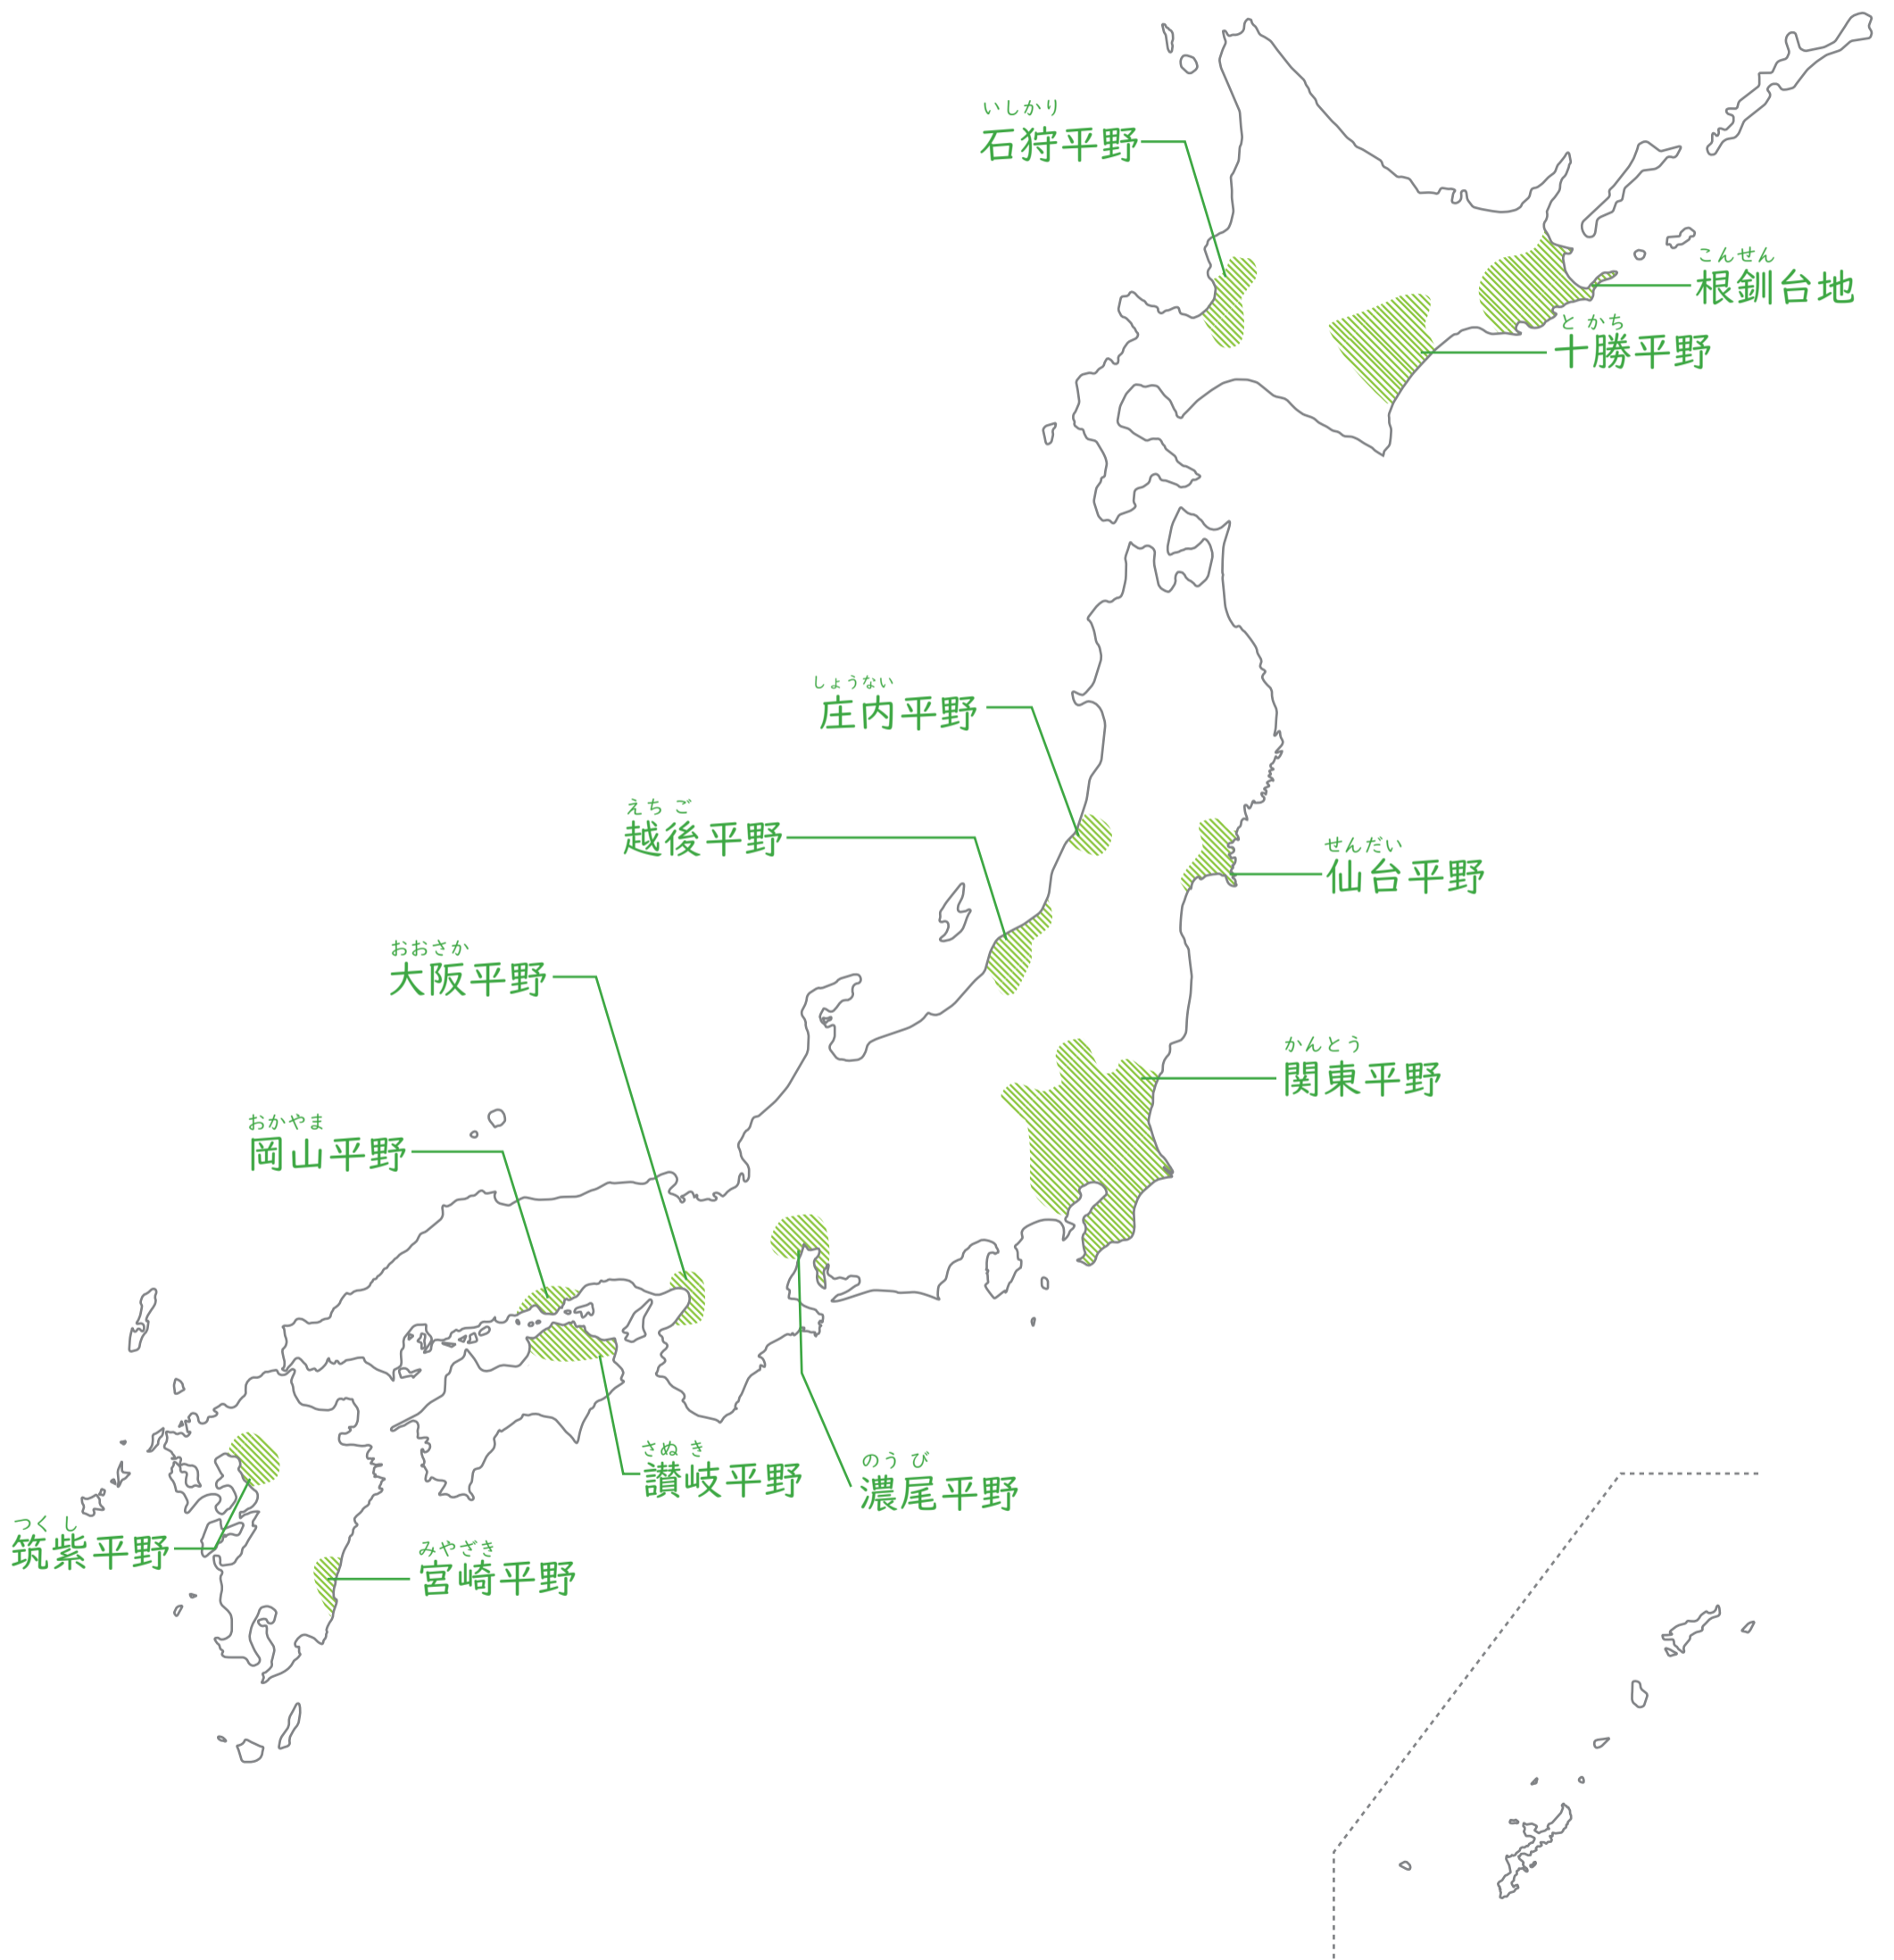 いしかり
石狩平野
こんせん
根釧台地
とかち
十勝平野
しょうない
庄内平野
えちご
越後平野
せんだい
仙台平野
おおさか
大阪平野
かんとう
関東平野
おかやま
岡山平野
さぬき
讃岐平野
のうび
濃尾平野
つくし
筑紫平野
みやざき
宮崎平野